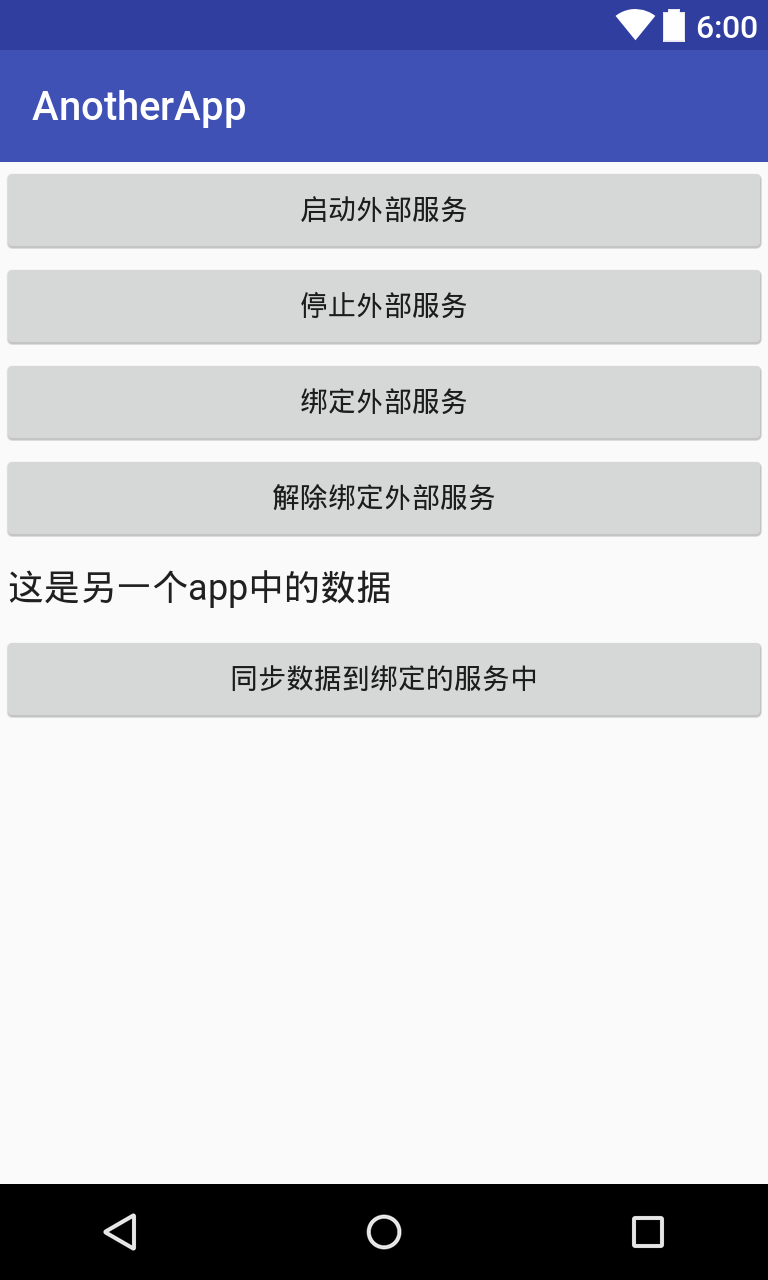 6:00
AnotherApp
启动外部服务
停止外部服务
绑定外部服务
解除绑定外部服务
这是另一个app中的数据
同步数据到绑定的服务中